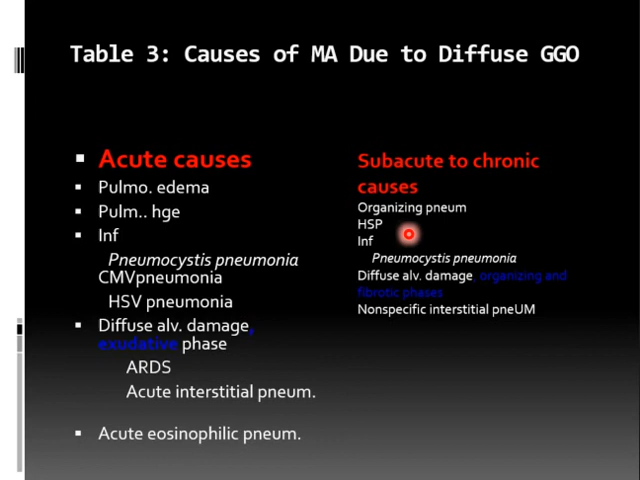 Table 3: Causes of MA Due to Diffuse GGO
Acute causes
Pulmo. edema
Pulm.. hge
Inf
Pneumocystis pneumonia
CMVpneumonia
HSV pneumonia
Diffuse alv. damage,
exudative phase
ARDS
Acute interstitial pneum.
Acute eosinophilic pneum.
Subacute to chronic
causes
Organizing pneum
HSP
Inf
Pneumocystis pneumonia
Diffuse alv. damage, organizing and
fibrotic phases
Nonspecific interstitial pneUM